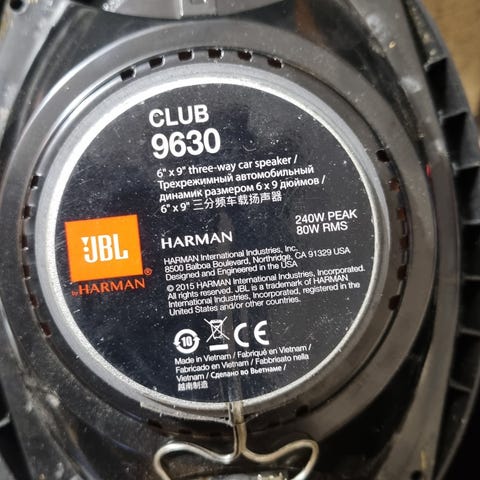 CLUB
9630
6" x 9" three-way car speaker /
Трехрежимный автомобильный
динамик размером 6 x 9 дюймов /
6" x 9" 三分频车载扬声器
240W PEAK
80W RMS
JBL
by HARMAN®
HARMAN
HARMAN International Industries, Inc.
8500 Balboa Boulevard, Northridge, CA 91329 USA
Designed and Engineered in the USA
© 2015 HARMAN International Industries, Incorporated.
All rights reserved. JBL is a trademark of HARMAN
International Industries, Incorporated, registered in the
United States and/or other countries.
10 CE
Made in Vietnam / Fabriqué en Vietnam /
Fabricado en Vietnam / Fabbricato nella
Vietnam / Сделано во Вьетнаме /
越南制造